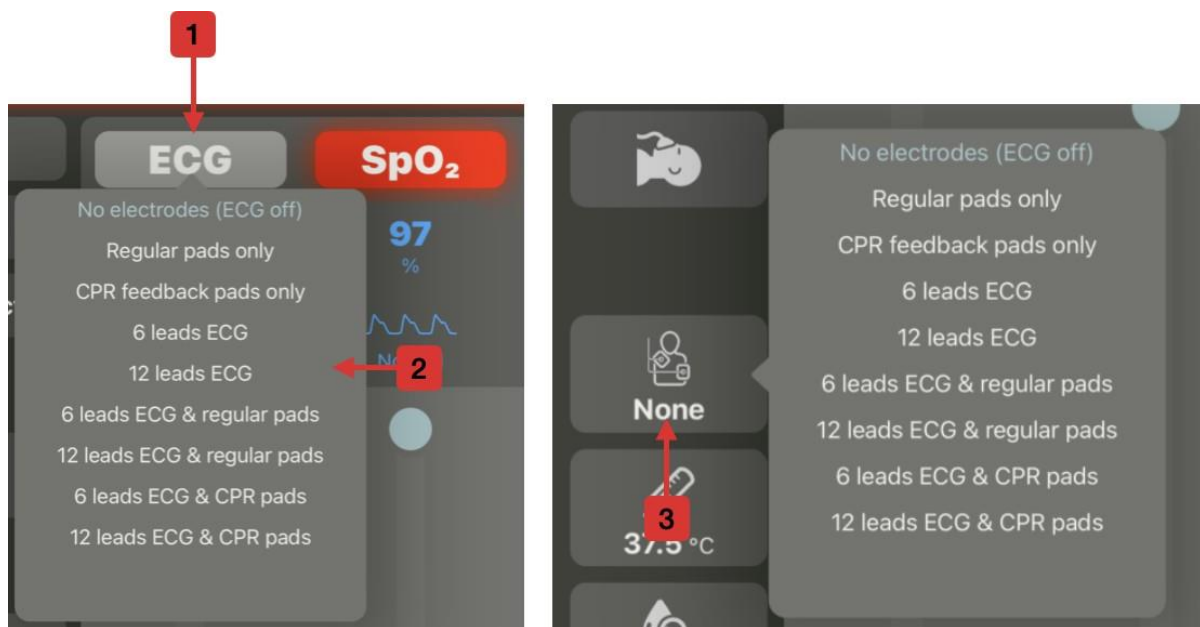 1
ECG
SpO₂
No electrodes (ECG off)
Regular pads only
CPR feedback pads only
6 leads ECG
12 leads ECG
6 leads ECG & regular pads
12 leads ECG & regular pads
6 leads ECG & CPR pads
12 leads ECG & CPR pads
97
%
2
No electrodes (ECG off)
Regular pads only
CPR feedback pads only
6 leads ECG
12 leads ECG
6 leads ECG & regular pads
12 leads ECG & regular pads
6 leads ECG & CPR pads
12 leads ECG & CPR pads
None
3
37.5 °C